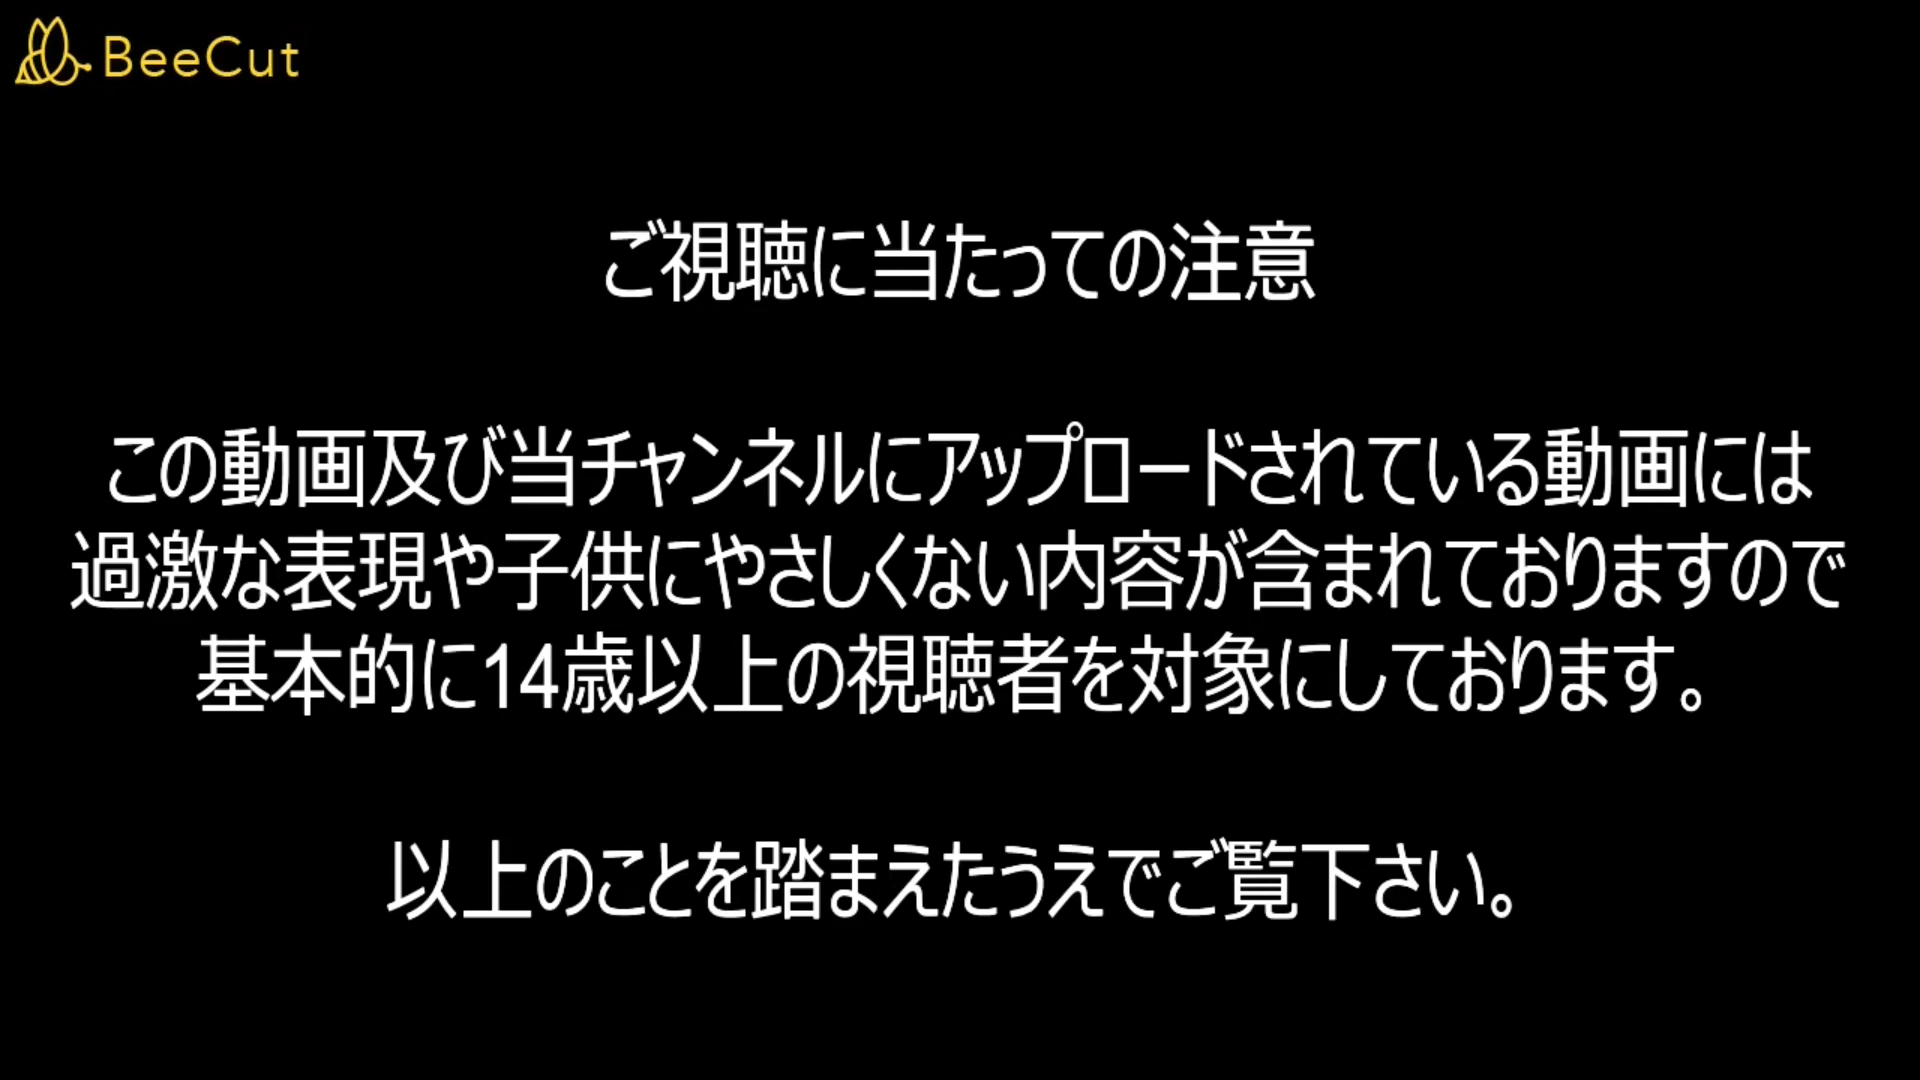 BeeCut
ご視聴に当たっての注意
この動画及び当チャンネルにアップロードされている動画には
過激な表現や子供にやさしくない内容が含まれておりますので
基本的に14歳以上の視聴者を対象にしております。
以上のことを踏まえたうえでご覧下さい。